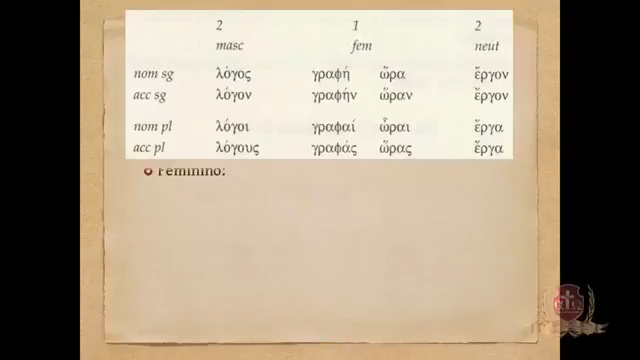 2 1 2
masc fem neut
nom sg λόγος γραφή ὥρα ἔργον
acc sg λόγον γραφήν ὥραν ἔργον
nom pl λόγοι γραφαί ὧραι ἔργα
acc pl λόγους γραφάς ὥρας ἔργα
Feminino: